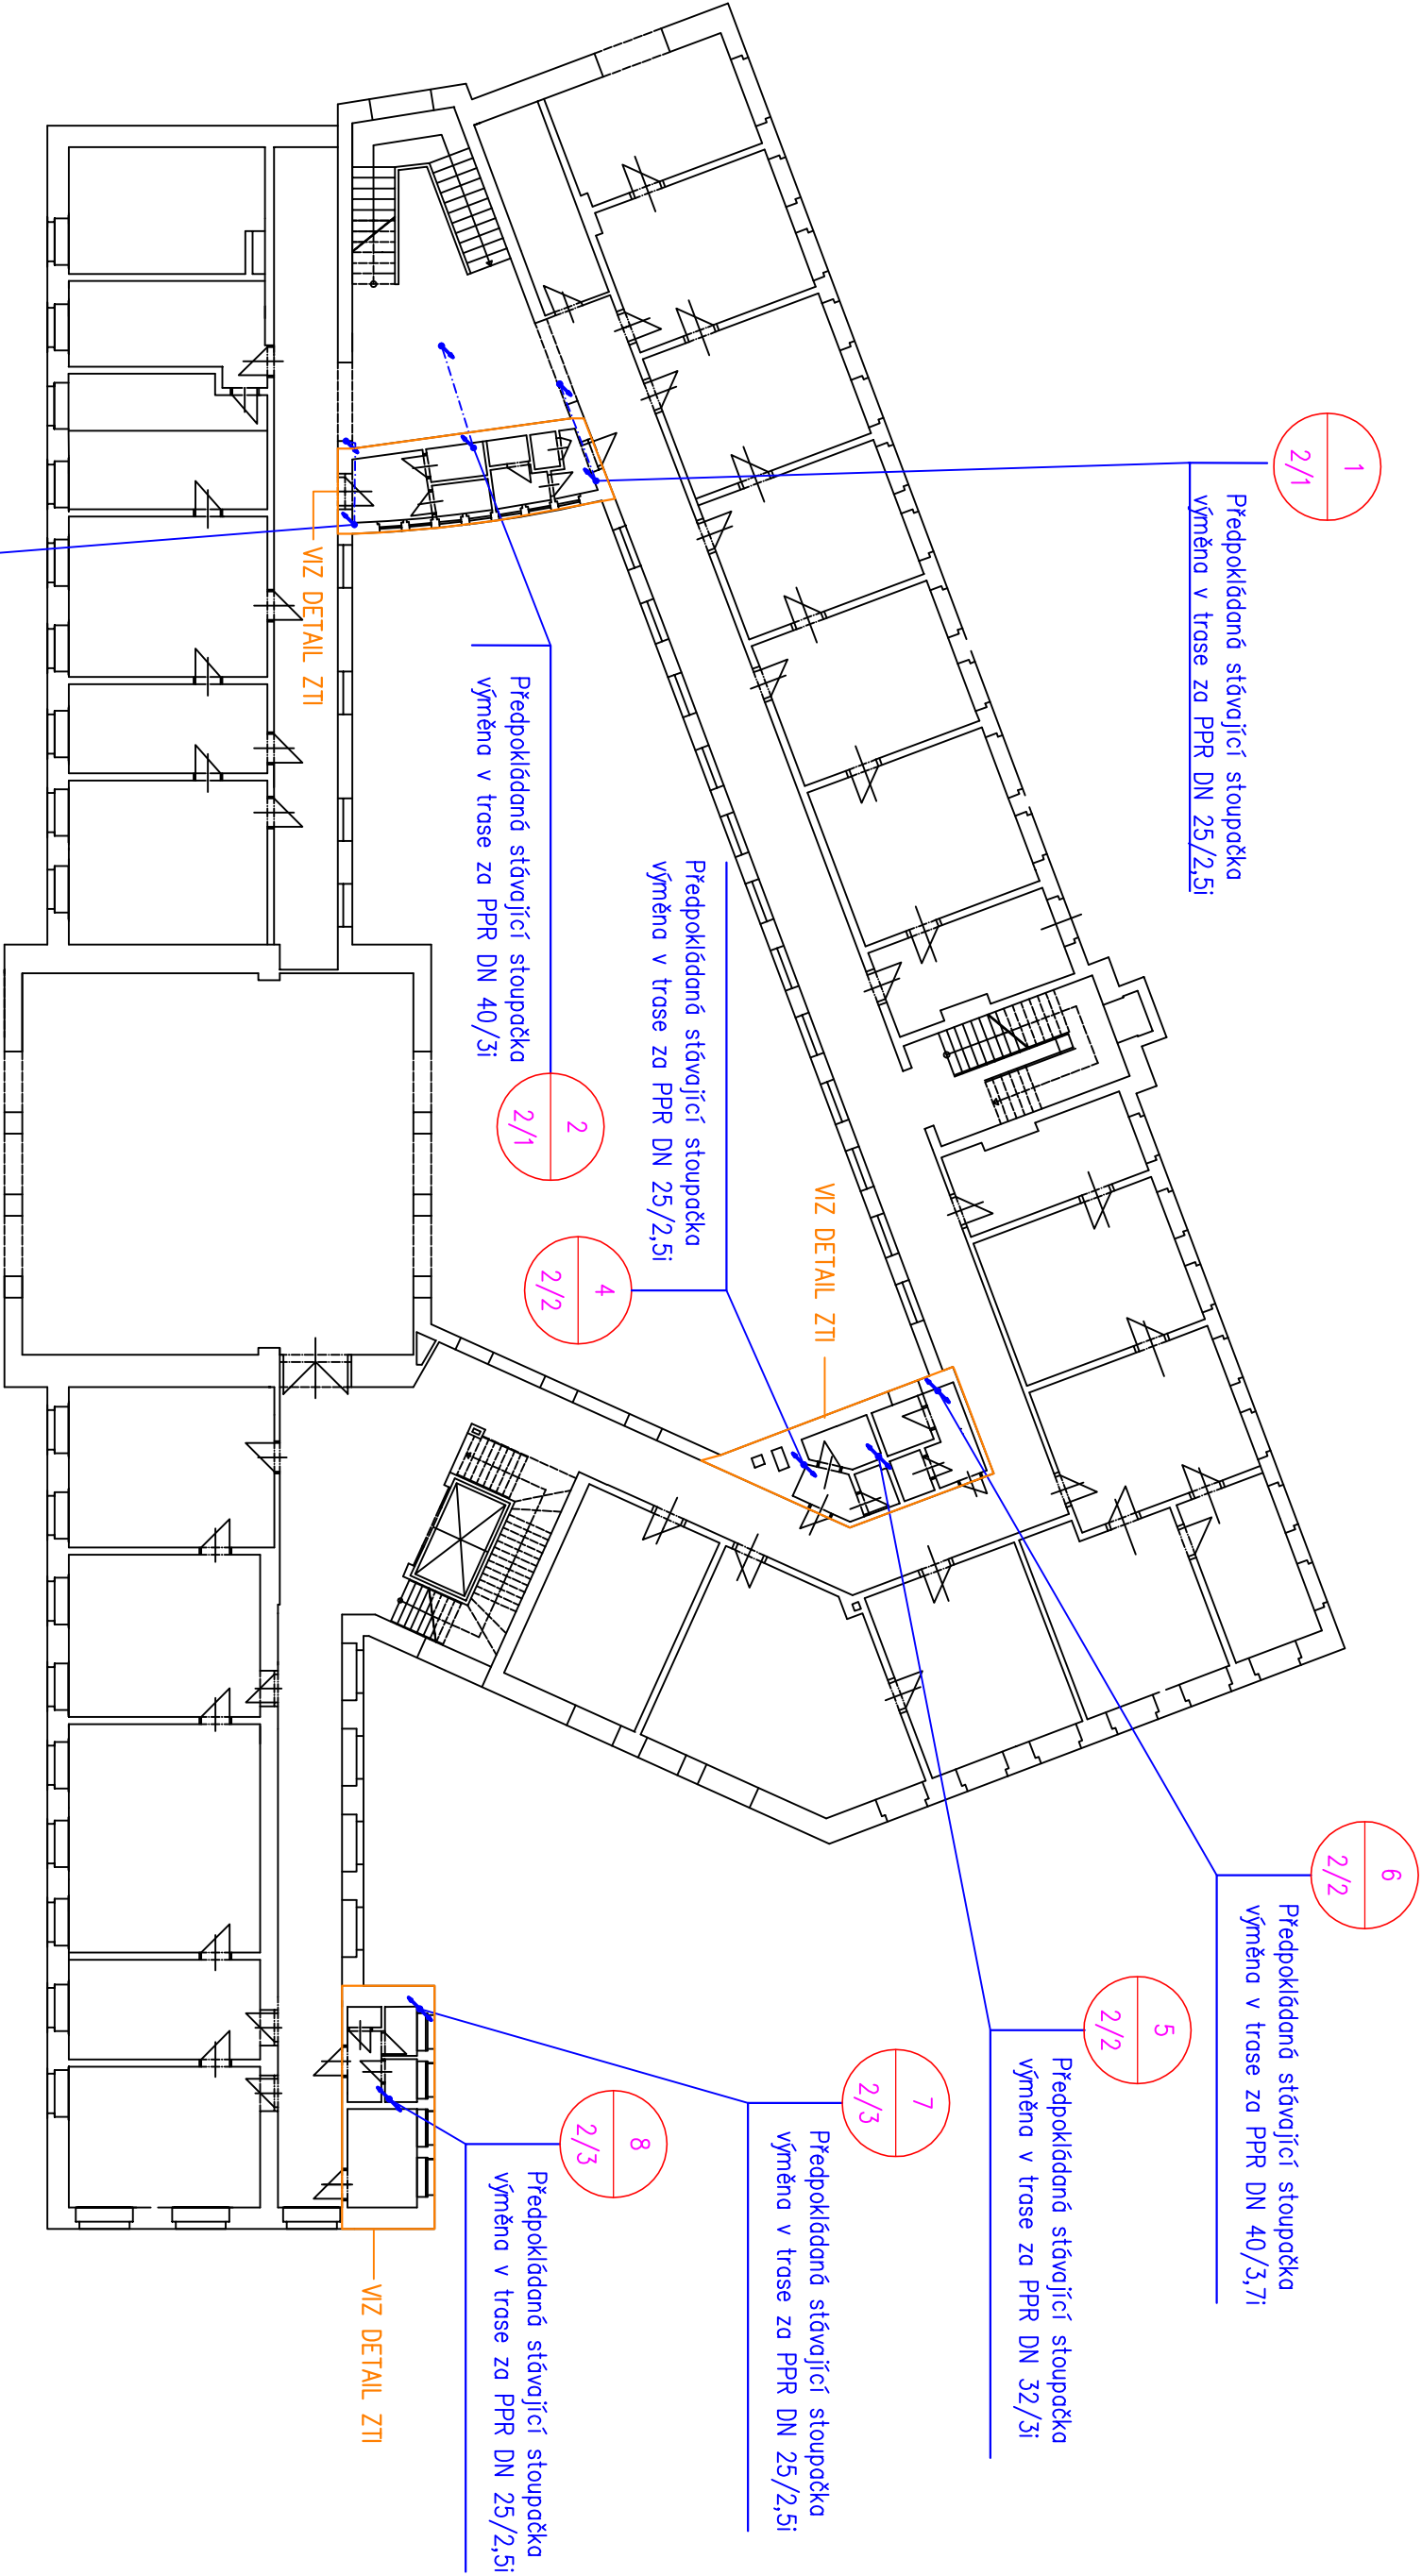 1
2/1
Předpokládaná stávající stoupačka
výměna v trase za PPR DN 25/2,5i
6
2/2
Předpokládaná stávající stoupačka
výměna v trase za PPR DN 40/3,7i
5
2/2
Předpokládaná stávající stoupačka
výměna v trase za PPR DN 32/3i
7
2/3
Předpokládaná stávající stoupačka
výměna v trase za PPR DN 25/2,5i
VIZ DETAIL ZTI
Předpokládaná stávající stoupačka
výměna v trase za PPR DN 25/2,5i
4
2/2
8
2/3
Předpokládaná stávající stoupačka
výměna v trase za PPR DN 25/2,5i
Předpokládaná stávající stoupačka
výměna v trase za PPR DN 40/3i
2
2/1
VIZ DETAIL ZTI
VIZ DETAIL ZTI